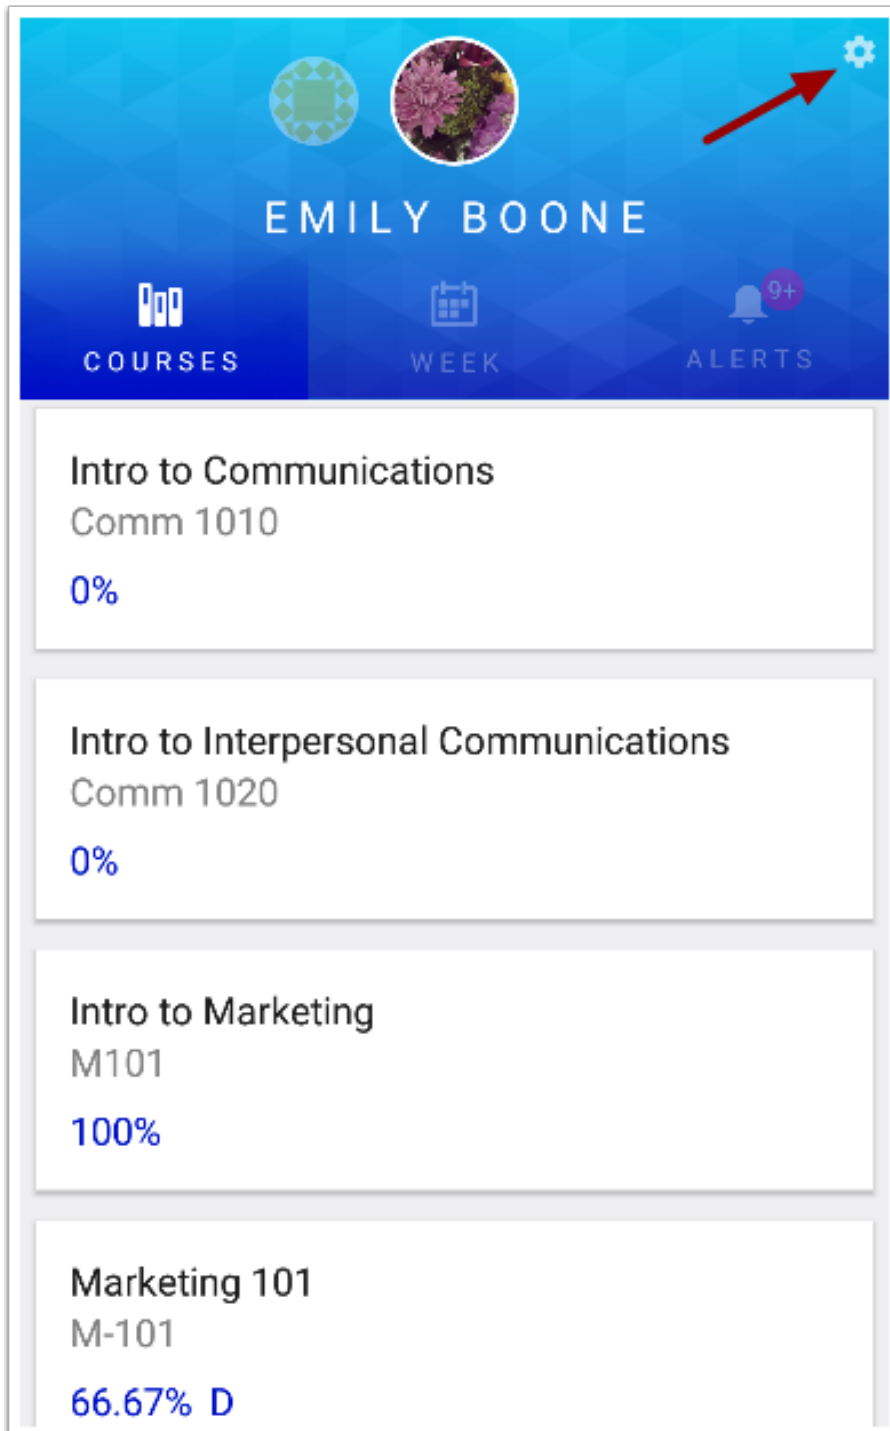 EMILY BOONE
9+
COURSES
WEEK
ALERTS
Intro to Communications
Comm 1010
0%
Intro to Interpersonal Communications
Comm 1020
0%
Intro to Marketing
M101
100%
Marketing 101
M-101
66.67% D